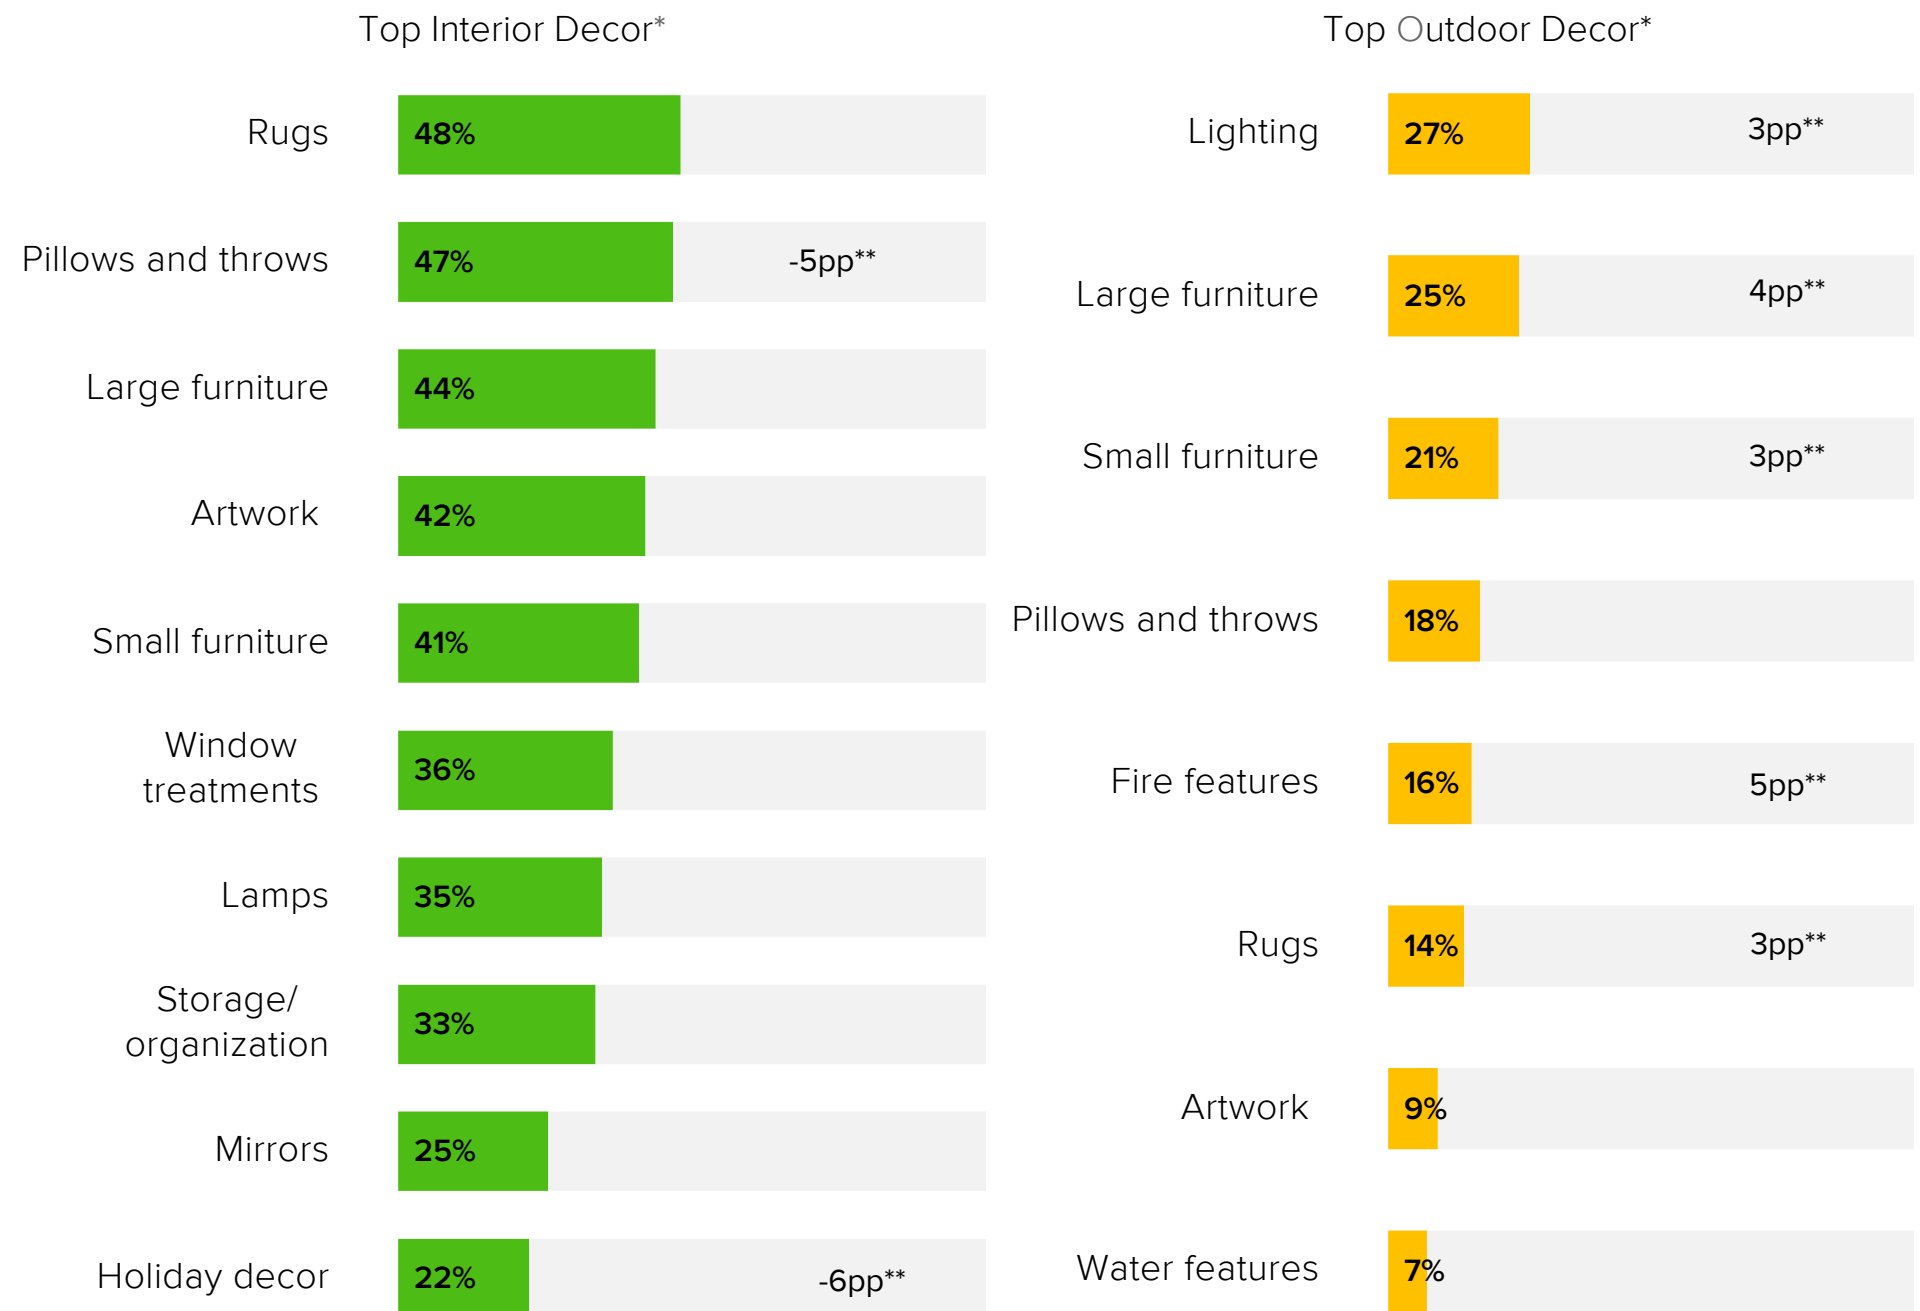 Top Interior Decor*
Rugs 48%
Pillows and throws 47% -5pp**
Large furniture 44%
Artwork 42%
Small furniture 41%
Window
treatments 36%
Lamps 35%
Storage/
organization 33%
Mirrors 25%
Holiday decor 22% -6pp**
Top Outdoor Decor*
Lighting 27% 3pp**
Large furniture 25% 4pp**
Small furniture 21% 3pp**
Pillows and throws 18%
Fire features 16% 5pp**
Rugs 14% 3pp**
Artwork 9%
Water features 7%